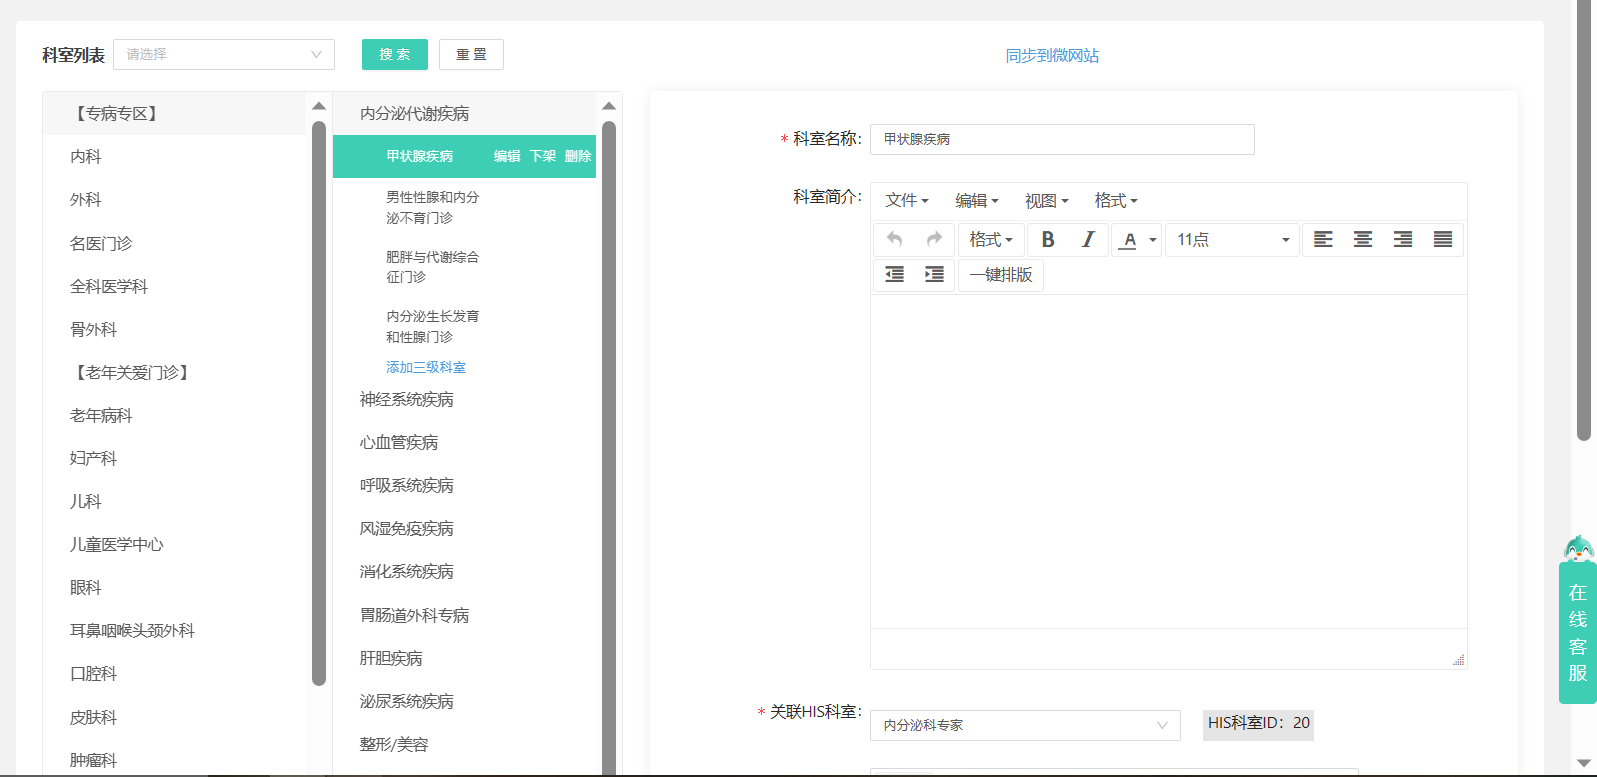 科室列表 请选择 搜 索 重 置 同步到微网站
【专病专区】
内科
外科
名医门诊
全科医学科
骨外科
【老年关爱门诊】
老年病科
妇产科
儿科
儿童医学中心
眼科
耳鼻咽喉头颈外科
口腔科
皮肤科
肿瘤科
内分泌代谢疾病
甲状腺疾病 编辑 下架 删除
男性性腺和内分
泌不育门诊
肥胖与代谢综合
征门诊
内分泌生长发育
和性腺门诊
添加三级科室
神经系统疾病
心血管疾病
呼吸系统疾病
风湿免疫疾病
消化系统疾病
胃肠道外科专病
肝胆疾病
泌尿系统疾病
整形/美容
* 科室名称: 甲状腺疾病
科室简介:
文件 编辑 视图 格式
格式 B I A 11点
一键排版
* 关联HIS科室: 内分泌科专家 HIS科室ID：20
在
线
客
服